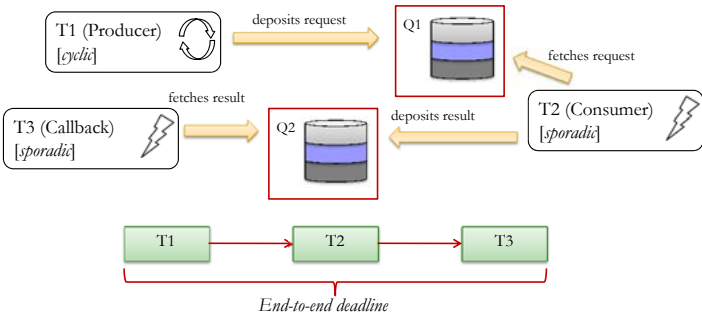 T1 (Producer)
[cyclic]
deposits request
Q1
fetches request
fetches result
T3 (Callback)
[sporadic]
Q2
deposits result
T2 (Consumer)
[sporadic]
T1
T2
T3
End-to-end deadline